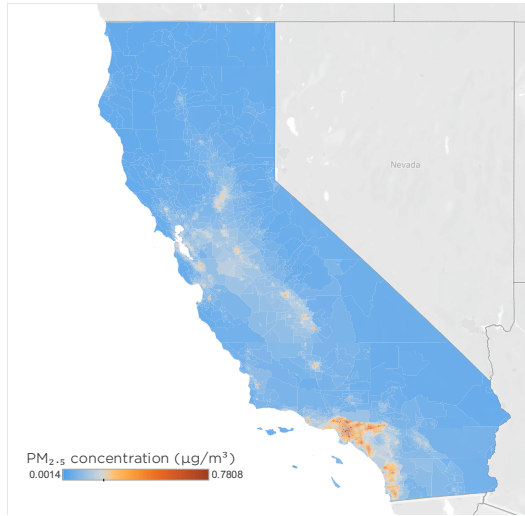 Nevada
PM₂.₅ concentration (µg/m³)
0.0014 0.7808